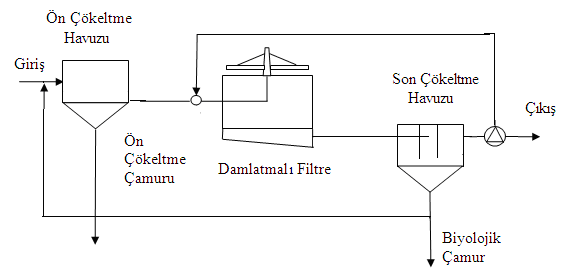 Ön Çökeltme
Havuzu
Giriş
Son Çökeltme
Havuzu
Çıkış
Ön
Çökeltme
Çamuru
Damlatmalı Filtre
Biyolojik
Çamur